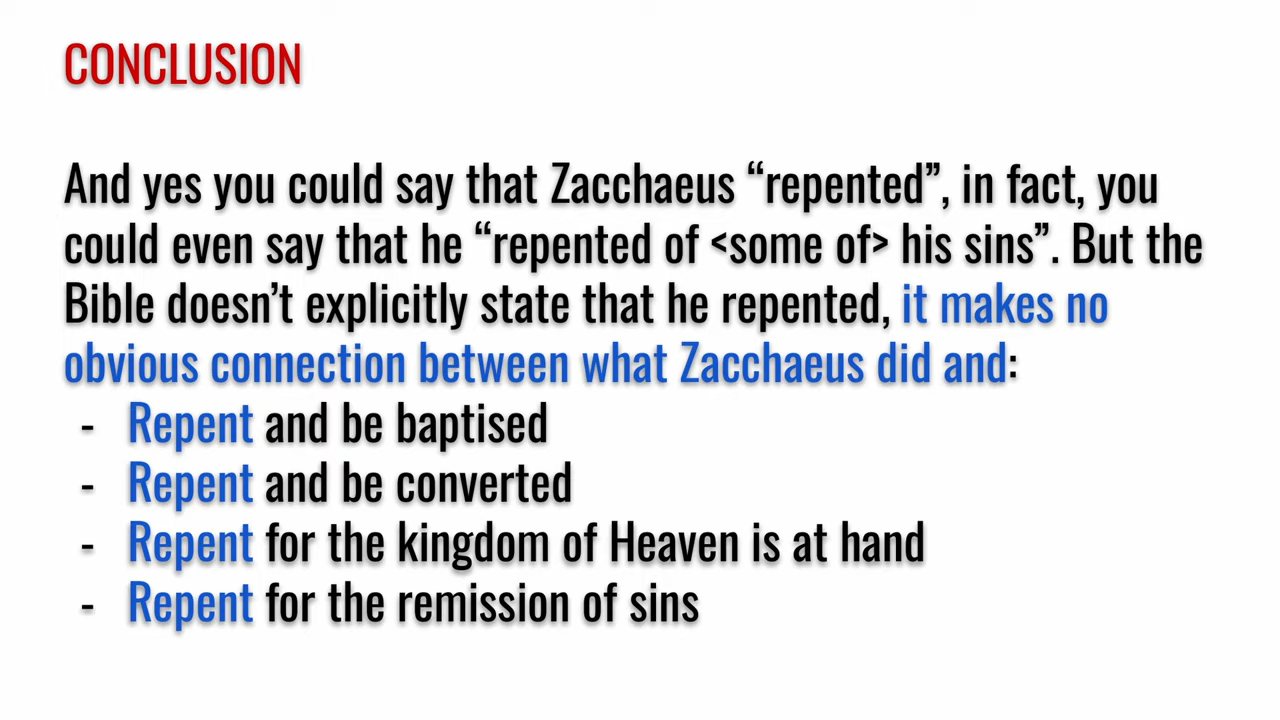 CONCLUSION
And yes you could say that Zacchaeus “repented”, in fact, you
could even say that he “repented of <some of> his sins”. But the
Bible doesn’t explicitly state that he repented, it makes no
obvious connection between what Zacchaeus did and:
- Repent and be baptised
- Repent and be converted
- Repent for the kingdom of Heaven is at hand
- Repent for the remission of sins